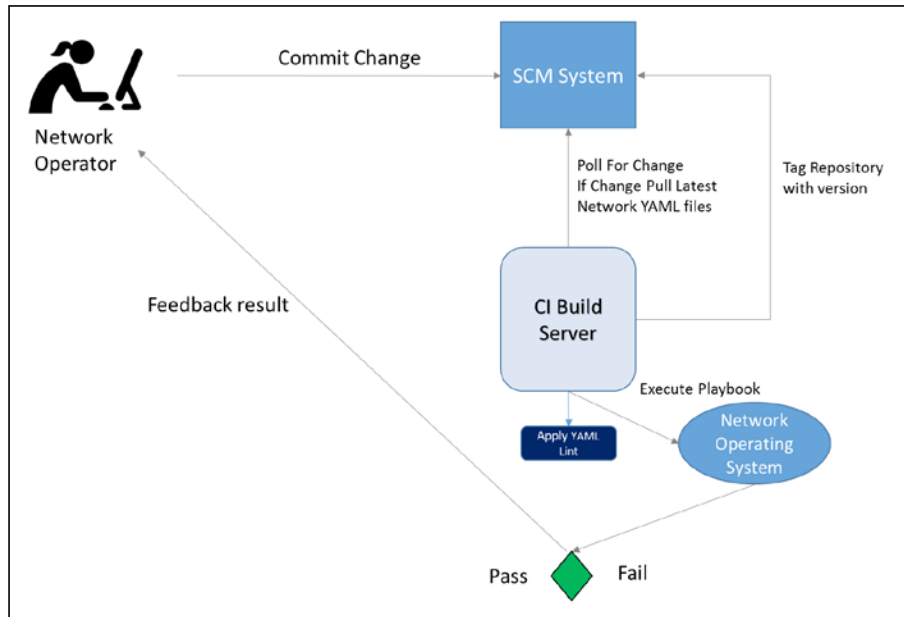 Commit Change
SCM System
Network
Operator
Poll For Change
If Change Pull Latest
Network YAML files
Tag Repository
with version
Feedback result
CI Build
Server
Execute Playbook
Apply YAML
Lint
Network
Operating
System
Pass
Fail